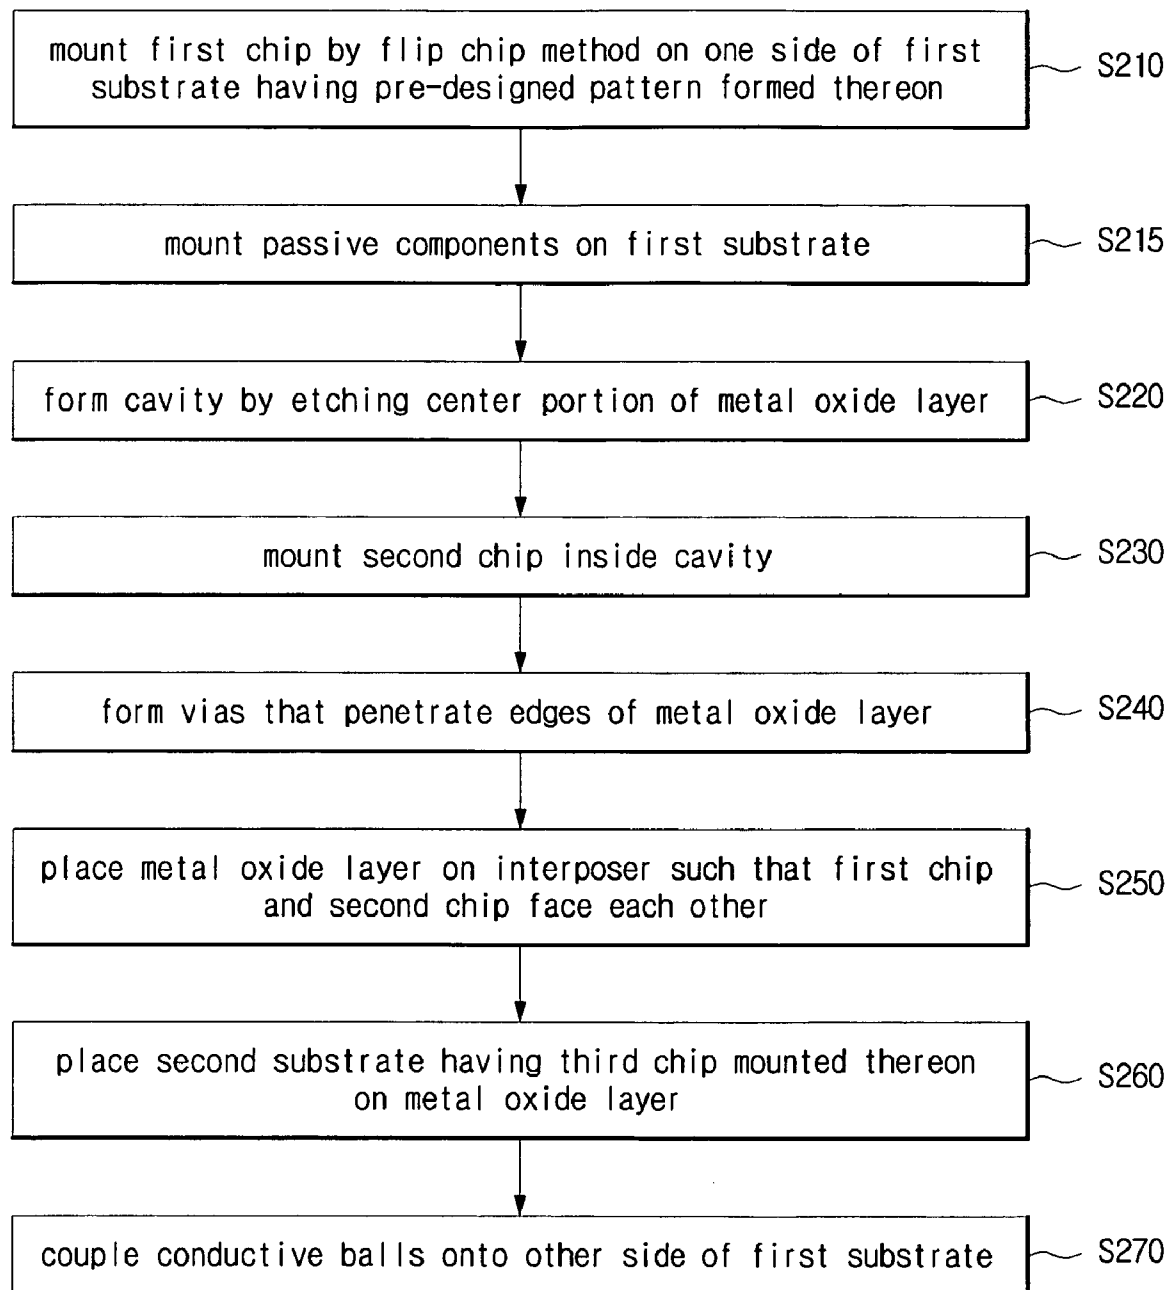 mount first chip by flip chip method on one side of first
substrate having pre-designed pattern formed thereon
S210
mount passive components on first substrate
S215
form cavity by etching center portion of metal oxide layer
S220
mount second chip inside cavity
S230
form vias that penetrate edges of metal oxide layer
S240
place metal oxide layer on interposer such that first chip
and second chip face each other
S250
place second substrate having third chip mounted thereon
on metal oxide layer
S260
couple conductive balls onto other side of first substrate
S270